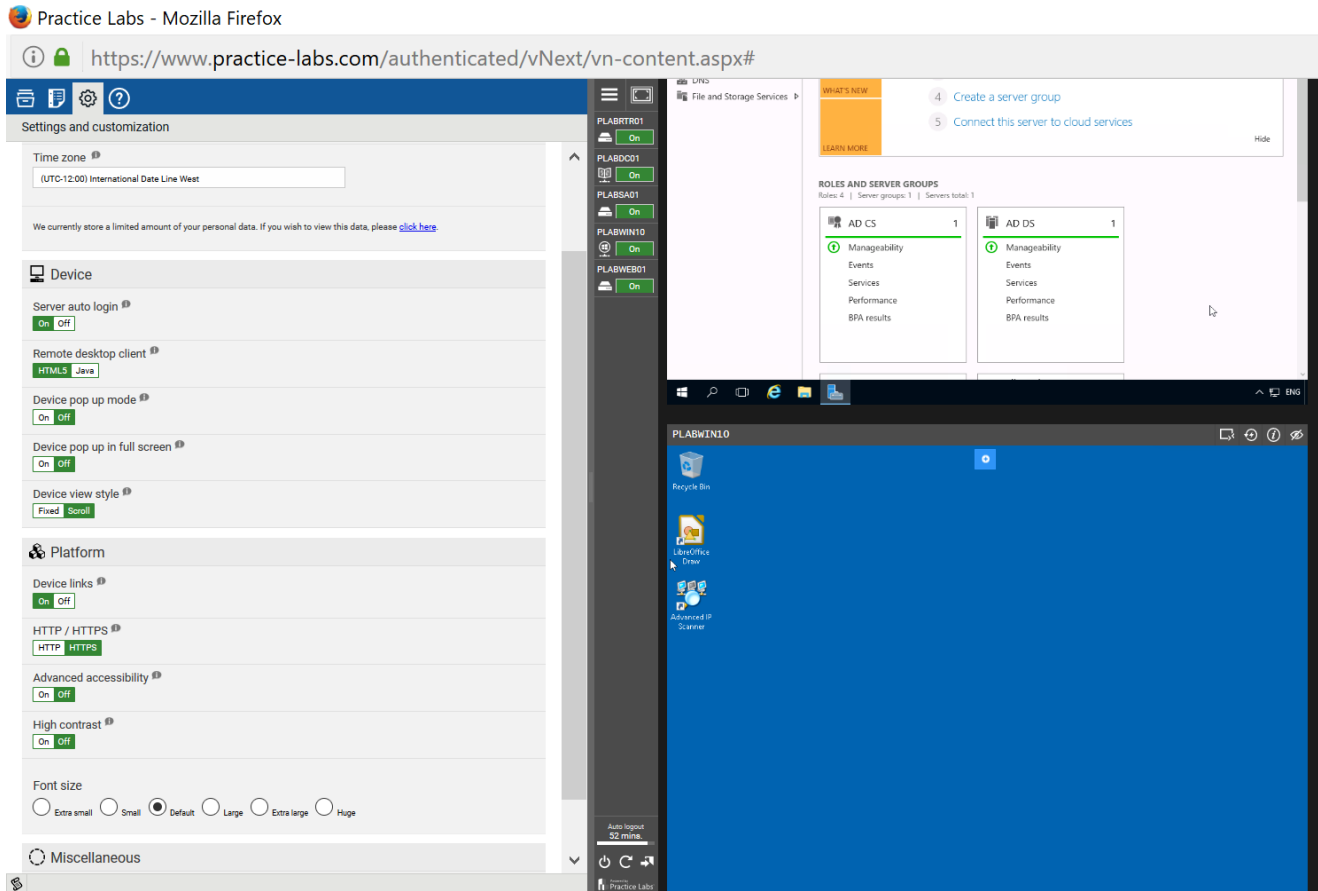 Practice Labs - Mozilla Firefox
https://www.practice-labs.com/authenticated/vNext/vn-content.aspx#
Settings and customization
Time zone
(UTC-12:00) International Date Line West
We currently store a limited amount of your personal data. If you wish to view this data, please click here.
Device
Server auto login
On Off
Remote desktop client
HTML5 Java
Device pop up mode
On Off
Device pop up in full screen
On Off
Device view style
Fixed Scroll
Platform
Device links
On Off
HTTP / HTTPS
HTTP HTTPS
Advanced accessibility
On Off
High contrast
On Off
Font size
Extra small Small Default Large Extra large Huge
Miscellaneous
PLABRTR01
On
PLABDC01
On
PLABSA01
On
PLABWIN10
On
PLABWEB01
On
Auto logout
52 mins.
Powered by
Practice Labs
DNS
File and Storage Services
WHAT'S NEW
LEARN MORE
4 Create a server group
5 Connect this server to cloud services
Hide
ROLES AND SERVER GROUPS
Roles: 4 | Server groups: 1 | Servers total: 1
AD CS 1
Manageability
Events
Services
Performance
BPA results
AD DS 1
Manageability
Events
Services
Performance
BPA results
ENG
PLABWIN10
Recycle Bin
LibreOffice
Draw
Advanced IP
Scanner